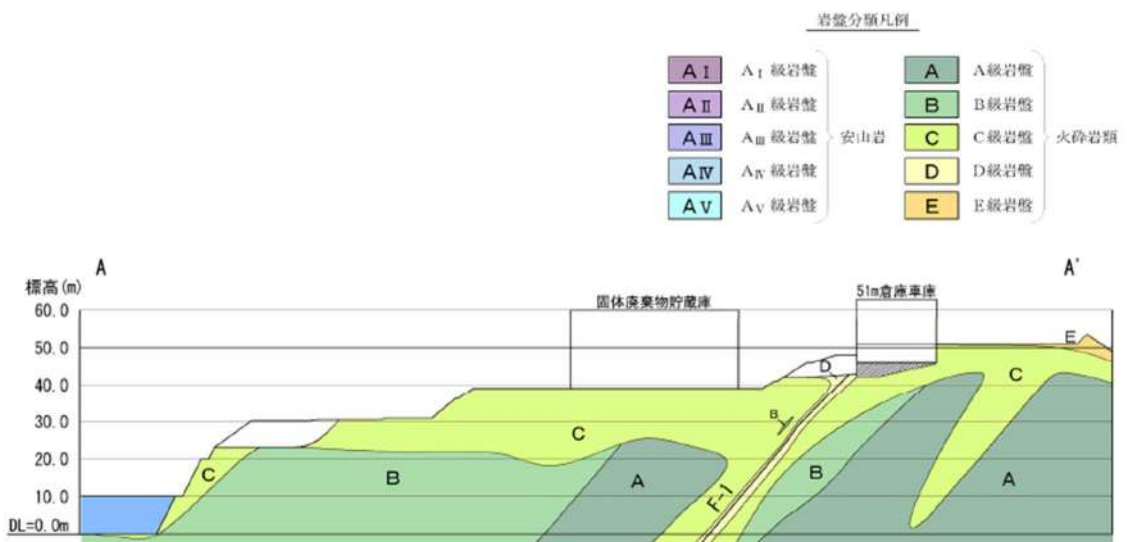 岩盤分類凡例
AⅠ AⅠ級岩盤
AⅡ AⅡ級岩盤
AⅢ AⅢ級岩盤
AⅣ AⅣ級岩盤
AⅤ AⅤ級岩盤
安山岩
A A級岩盤
B B級岩盤
C C級岩盤
D D級岩盤
E E級岩盤
火砕岩類
A
A'
標高(m)
60.0
50.0
40.0
30.0
20.0
10.0
DL=0.0m
固体廃棄物貯蔵庫
51m倉庫車庫
E
D
C
B
C
C
B
A
F-1
B
A